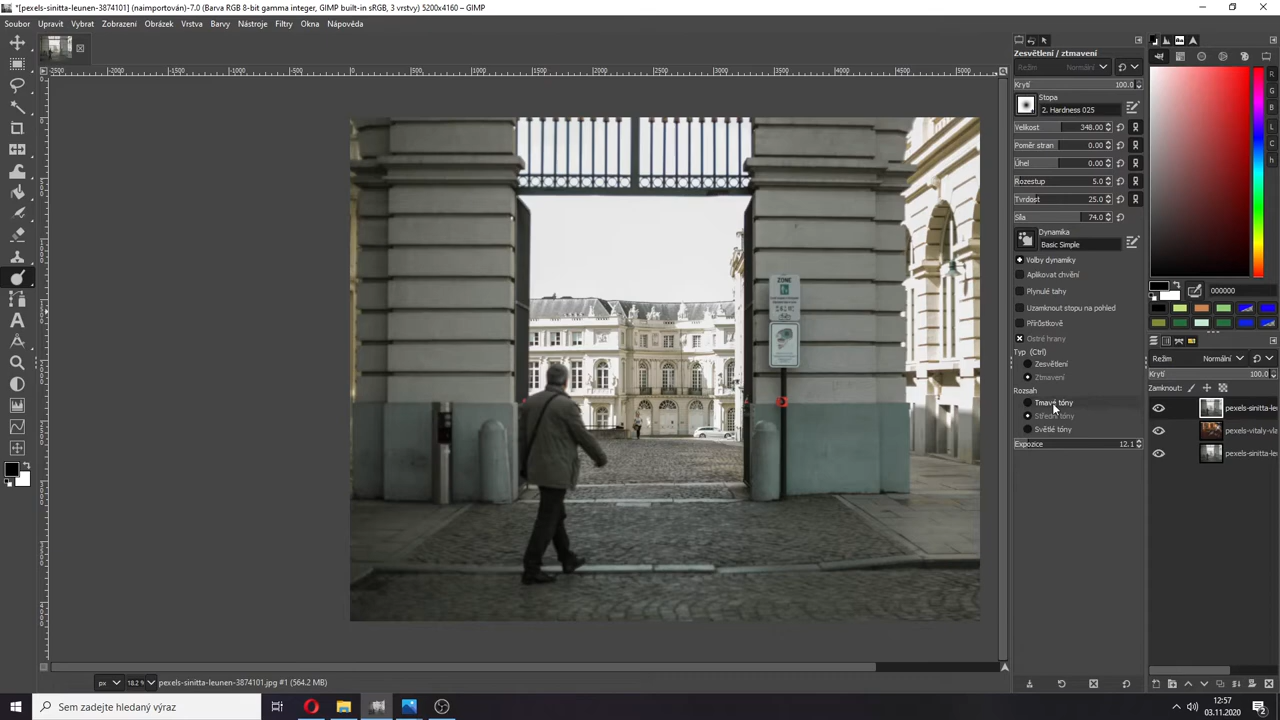 *[pexels-sinitta-leunen-3874101] (naimportován)-7.0 (Barva RGB 8-bit gamma integer, GIMP built-in sRGB, 3 vrstvy) 5200x4160 – GIMP
Soubor Upravit Vybrat Zobrazení Obrázek Vrstva Barvy Nástroje Filtry Okna Nápověda
Zesvětlení / ztmavení
Režim Normální
Krytí 100.0
Stopa
2. Hardness 025
Velikost 348.00
Poměr stran 0.00
Úhel 0.00
Rozestup 5.0
Tvrdost 25.0
Síla 74.0
Dynamika
Basic Simple
Volby dynamiky
Aplikovat chvění
Plynulé tahy
Uzamknout stopu na pohled
Přírůstkově
Ostré hrany
Typ (Ctrl)
Zesvětlení
Ztmavení
Rozsah
Tmavé tóny
Střední tóny
Světlé tóny
Expozice 12.1
R
G
B
L
C
h
000000
Režim Normální
Krytí 100.0
Zamknout:
pexels-sinitta-le
pexels-vitaly-vla
pexels-sinitta-le
ZONE
px 18.2 % pexels-sinitta-leunen-3874101.jpg #1 (564.2 MB)
Sem zadejte hledaný výraz
12:57
03.11.2020
2